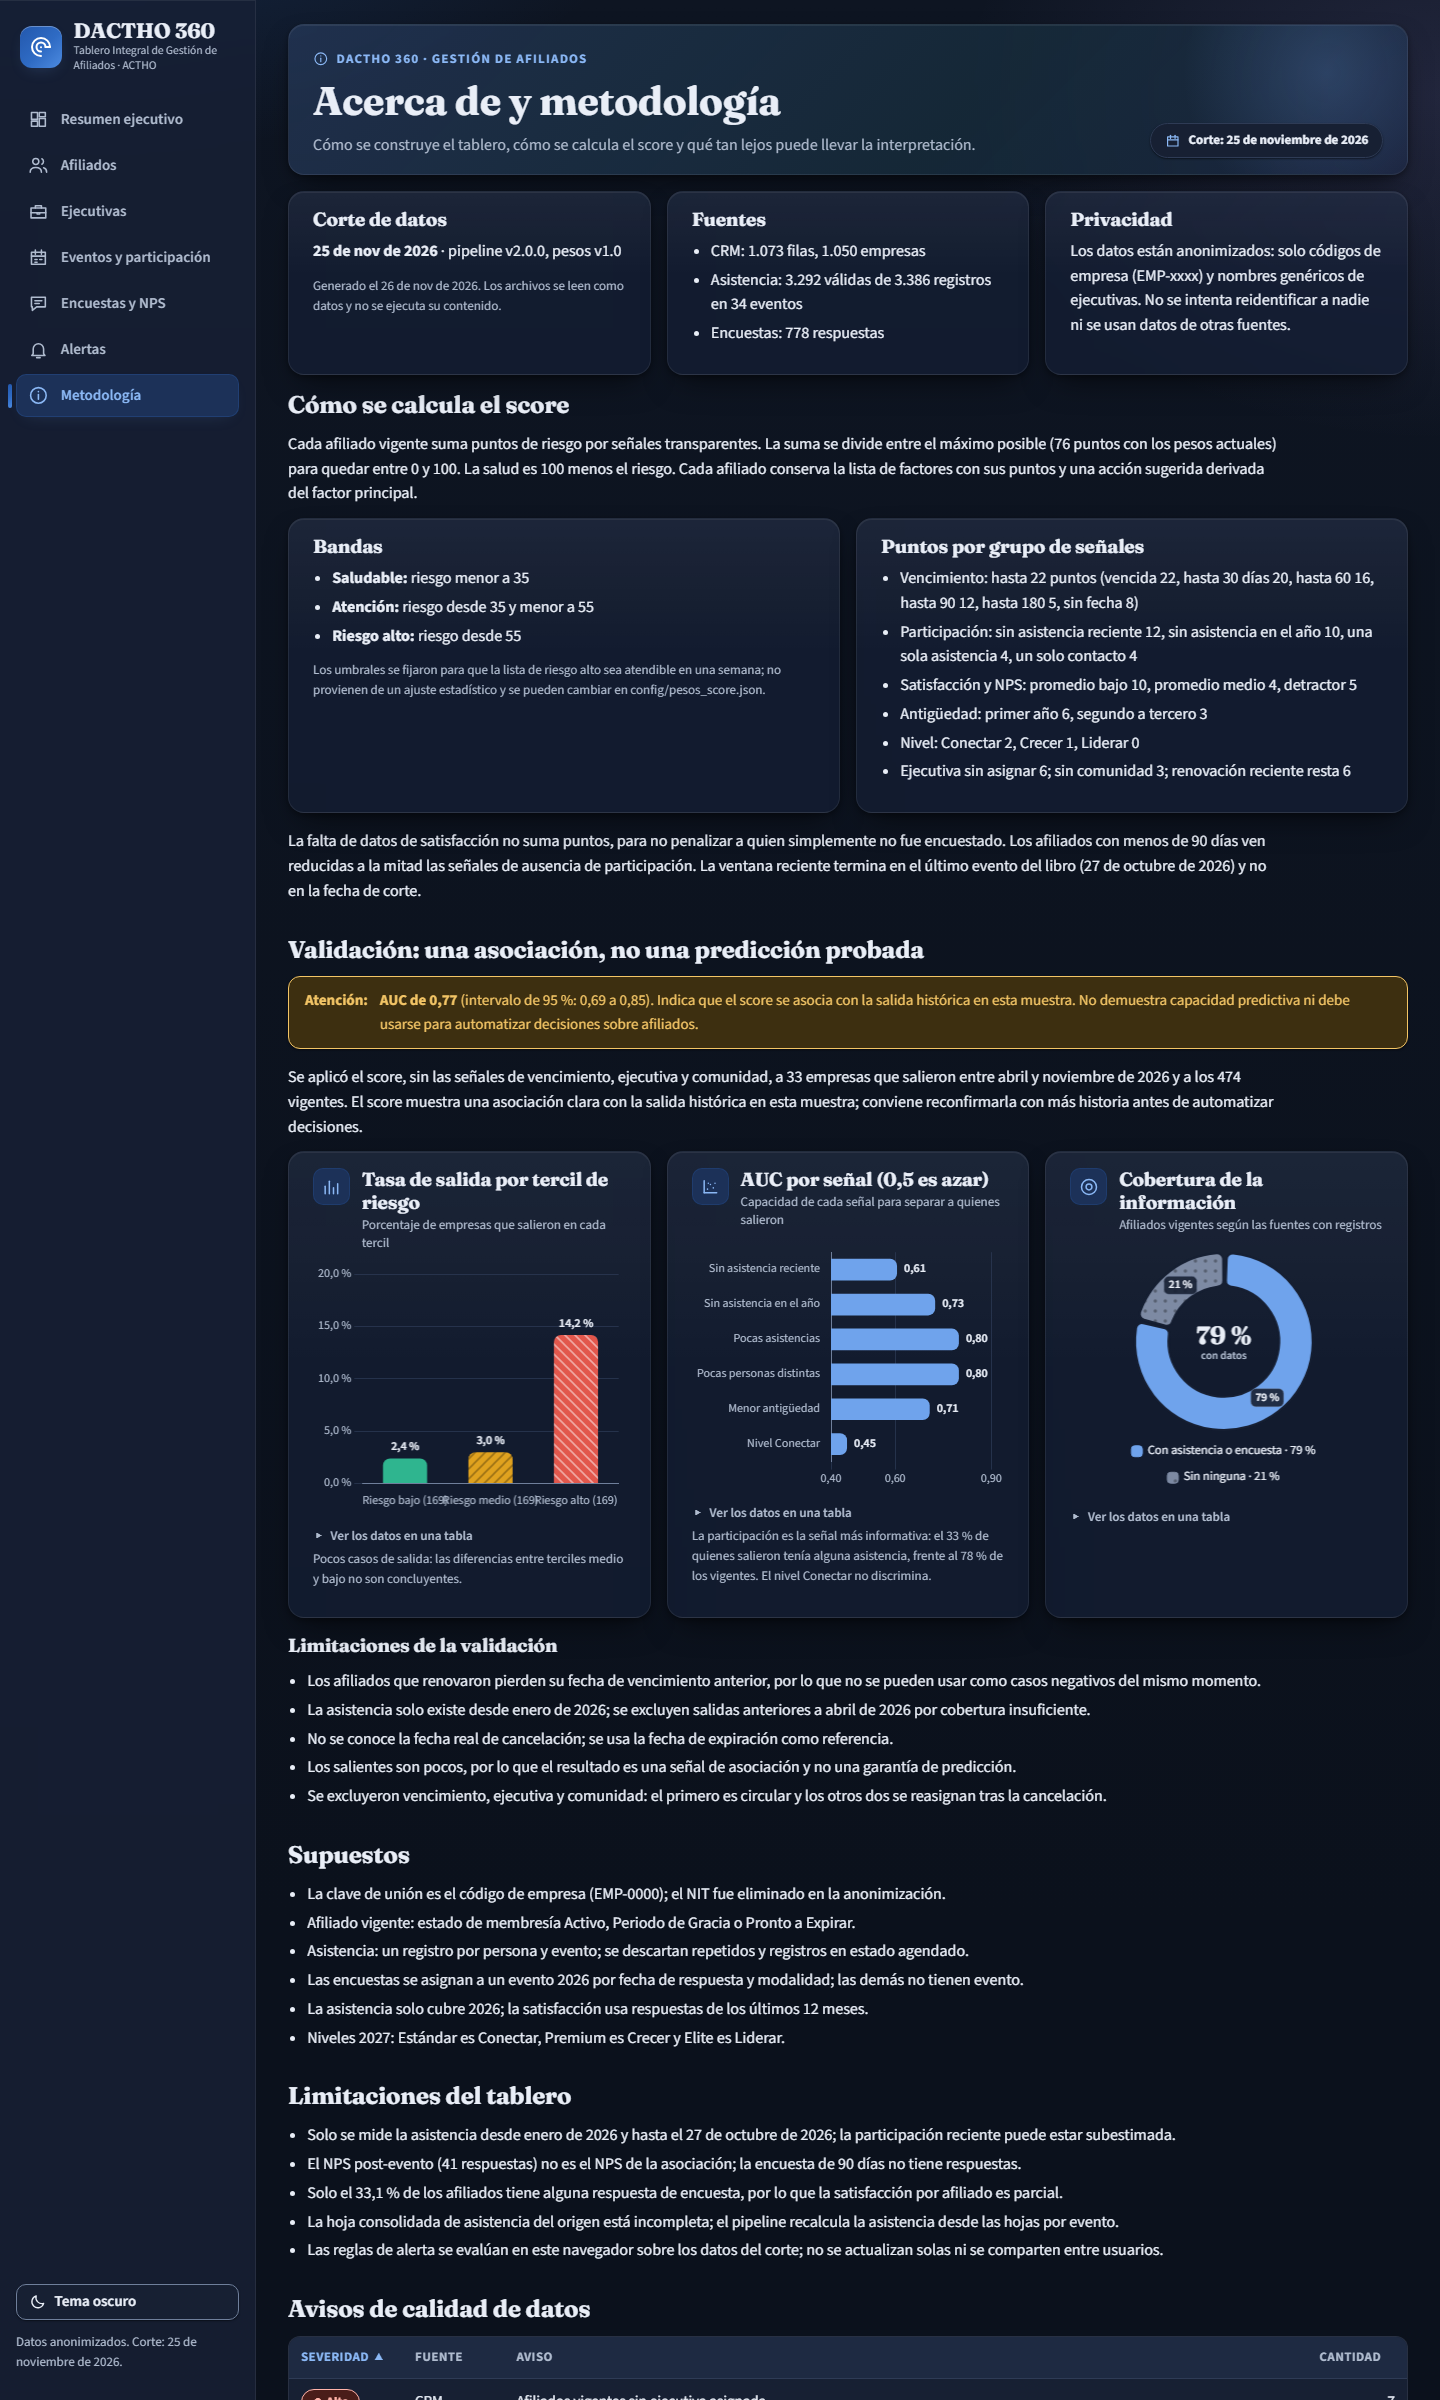 DACTHO 360
Tablero Integral de Gestión de
Afiliados · ACTHO
Resumen ejecutivo
Afiliados
Ejecutivas
Eventos y participación
Encuestas y NPS
Alertas
Metodología
DACTHO 360 · GESTIÓN DE AFILIADOS
Acerca de y metodología
Cómo se construye el tablero, cómo se calcula el score y qué tan lejos puede llevar la interpretación.
Corte: 25 de noviembre de 2026
Corte de datos
25 de nov de 2026 · pipeline v2.0.0, pesos v1.0
Generado el 26 de nov de 2026. Los archivos se leen como
datos y no se ejecuta su contenido.
Fuentes
• CRM: 1.073 filas, 1.050 empresas
• Asistencia: 3.292 válidas de 3.386 registros
en 34 eventos
• Encuestas: 778 respuestas
Privacidad
Los datos están anonimizados: solo códigos de
empresa (EMP-xxxx) y nombres genéricos de
ejecutivas. No se intenta reidentificar a nadie
ni se usan datos de otras fuentes.
Cómo se calcula el score
Cada afiliado vigente suma puntos de riesgo por señales transparentes. La suma se divide entre el máximo posible (76 puntos con los pesos actuales)
para quedar entre 0 y 100. La salud es 100 menos el riesgo. Cada afiliado conserva la lista de factores con sus puntos y una acción sugerida derivada
del factor principal.
Bandas
• Saludable: riesgo menor a 35
• Atención: riesgo desde 35 y menor a 55
• Riesgo alto: riesgo desde 55
Los umbrales se fijaron para que la lista de riesgo alto sea atendible en una semana; no
provienen de un ajuste estadístico y se pueden cambiar en config/pesos_score.json.
Puntos por grupo de señales
• Vencimiento: hasta 22 puntos (vencida 22, hasta 30 días 20, hasta 60 16,
hasta 90 12, hasta 180 5, sin fecha 8)
• Participación: sin asistencia reciente 12, sin asistencia en el año 10, una
sola asistencia 4, un solo contacto 4
• Satisfacción y NPS: promedio bajo 10, promedio medio 4, detractor 5
• Antigüedad: primer año 6, segundo a tercero 3
• Nivel: Conectar 2, Crecer 1, Liderar 0
• Ejecutiva sin asignar 6; sin comunidad 3; renovación reciente resta 6
La falta de datos de satisfacción no suma puntos, para no penalizar a quien simplemente no fue encuestado. Los afiliados con menos de 90 días ven
reducidas a la mitad las señales de ausencia de participación. La ventana reciente termina en el último evento del libro (27 de octubre de 2026) y no
en la fecha de corte.
Validación: una asociación, no una predicción probada
Atención: AUC de 0,77 (intervalo de 95 %: 0,69 a 0,85). Indica que el score se asocia con la salida histórica en esta muestra. No demuestra capacidad predictiva ni debe
usarse para automatizar decisiones sobre afiliados.
Se aplicó el score, sin las señales de vencimiento, ejecutiva y comunidad, a 33 empresas que salieron entre abril y noviembre de 2026 y a los 474
vigentes. El score muestra una asociación clara con la salida histórica en esta muestra; conviene reconfirmarla con más historia antes de automatizar
decisiones.
Tasa de salida por tercil de
riesgo
Porcentaje de empresas que salieron en cada
tercil
20,0 %
15,0 %
10,0 %
5,0 %
0,0 %
2,4 %
3,0 %
14,2 %
Riesgo bajo (169)
Riesgo medio (169)
Riesgo alto (169)
▸ Ver los datos en una tabla
Pocos casos de salida: las diferencias entre terciles medio
y bajo no son concluyentes.
AUC por señal (0,5 es azar)
Capacidad de cada señal para separar a quienes
salieron
Sin asistencia reciente 0,61
Sin asistencia en el año 0,73
Pocas asistencias 0,80
Pocas personas distintas 0,80
Menor antigüedad 0,71
Nivel Conectar 0,45
0,40 0,60 0,90
▸ Ver los datos en una tabla
La participación es la señal más informativa: el 33 % de
quienes salieron tenía alguna asistencia, frente al 78 % de
los vigentes. El nivel Conectar no discrimina.
Cobertura de la
información
Afiliados vigentes según las fuentes con registros
21 %
79 %
con datos
79 %
Con asistencia o encuesta · 79 %
Sin ninguna · 21 %
▸ Ver los datos en una tabla
Limitaciones de la validación
• Los afiliados que renovaron pierden su fecha de vencimiento anterior, por lo que no se pueden usar como casos negativos del mismo momento.
• La asistencia solo existe desde enero de 2026; se excluyen salidas anteriores a abril de 2026 por cobertura insuficiente.
• No se conoce la fecha real de cancelación; se usa la fecha de expiración como referencia.
• Los salientes son pocos, por lo que el resultado es una señal de asociación y no una garantía de predicción.
• Se excluyeron vencimiento, ejecutiva y comunidad: el primero es circular y los otros dos se reasignan tras la cancelación.
Supuestos
• La clave de unión es el código de empresa (EMP-0000); el NIT fue eliminado en la anonimización.
• Afiliado vigente: estado de membresía Activo, Periodo de Gracia o Pronto a Expirar.
• Asistencia: un registro por persona y evento; se descartan repetidos y registros en estado agendado.
• Las encuestas se asignan a un evento 2026 por fecha de respuesta y modalidad; las demás no tienen evento.
• La asistencia solo cubre 2026; la satisfacción usa respuestas de los últimos 12 meses.
• Niveles 2027: Estándar es Conectar, Premium es Crecer y Elite es Liderar.
Limitaciones del tablero
• Solo se mide la asistencia desde enero de 2026 y hasta el 27 de octubre de 2026; la participación reciente puede estar subestimada.
• El NPS post-evento (41 respuestas) no es el NPS de la asociación; la encuesta de 90 días no tiene respuestas.
• Solo el 33,1 % de los afiliados tiene alguna respuesta de encuesta, por lo que la satisfacción por afiliado es parcial.
• La hoja consolidada de asistencia del origen está incompleta; el pipeline recalcula la asistencia desde las hojas por evento.
• Las reglas de alerta se evalúan en este navegador sobre los datos del corte; no se actualizan solas ni se comparten entre usuarios.
Avisos de calidad de datos
SEVERIDAD ▲ FUENTE AVISO CANTIDAD
Tema oscuro
Datos anonimizados. Corte: 25 de
noviembre de 2026.